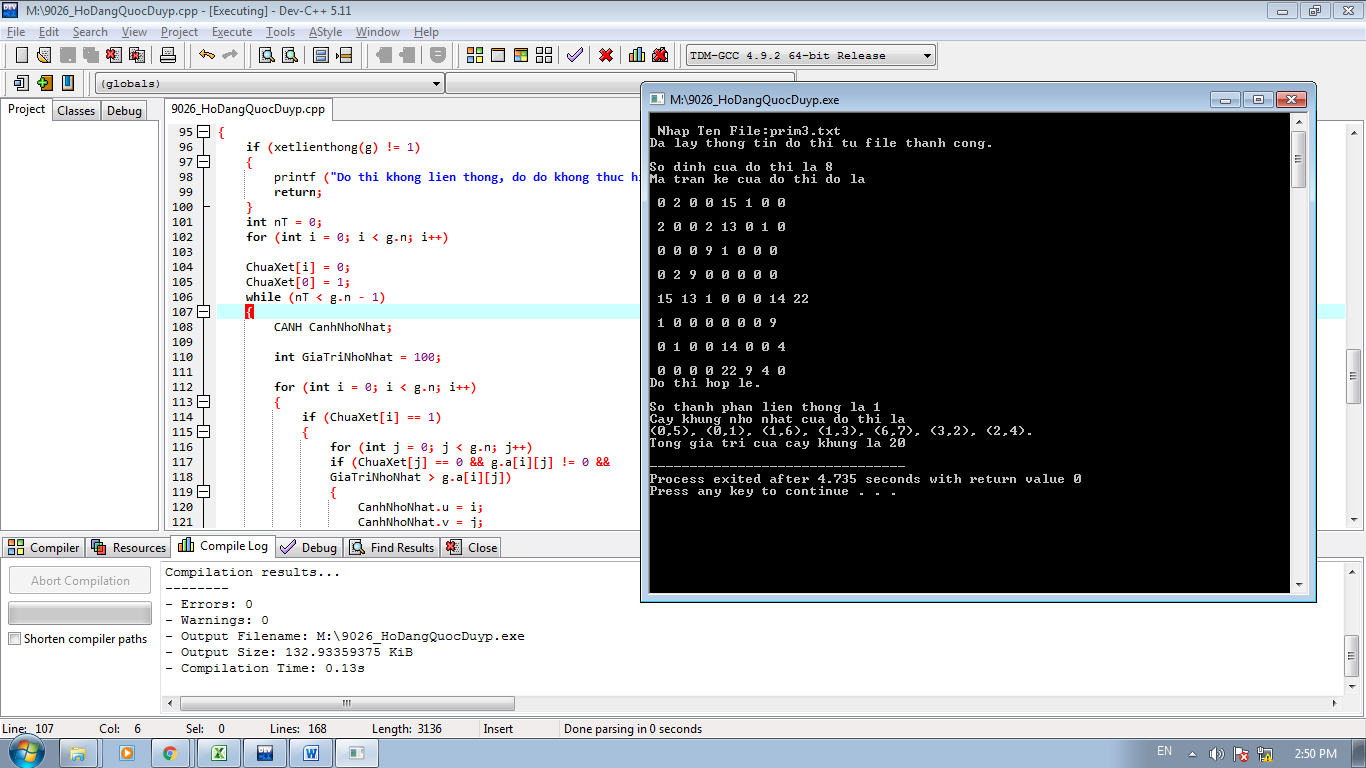 M:\9026_HoDangQuocDuyp.cpp - [Executing] - Dev-C++ 5.11
File Edit Search View Project Execute Tools AStyle Window Help
TDM-GCC 4.9.2 64-bit Release
(globals)
Project Classes Debug
9026_HoDangQuocDuyp.cpp
95 {
96 if (xetlienthong(g) != 1)
97 {
98 printf ("Do thi khong lien thong, do do khong thuc hi
99 return;
100 }
101 int nT = 0;
102 for (int i = 0; i < g.n; i++)
103
104 ChuaXet[i] = 0;
105 ChuaXet[0] = 1;
106 while (nT < g.n - 1)
107 {
108 CANH CanhNhoNhat;
109
110 int GiaTriNhoNhat = 100;
111
112 for (int i = 0; i < g.n; i++)
113 {
114 if (ChuaXet[i] == 1)
115 {
116 for (int j = 0; j < g.n; j++)
117 if (ChuaXet[j] == 0 && g.a[i][j] != 0 &&
118 GiaTriNhoNhat > g.a[i][j])
119 {
120 CanhNhoNhat.u = i;
121 CanhNhoNhat.v = j;
M:\9026_HoDangQuocDuyp.exe
Nhap Ten File:prim3.txt
Da lay thong tin do thi tu file thanh cong.
So dinh cua do thi la 8
Ma tran ke cua do thi do la
0 2 0 0 15 1 0 0
2 0 0 2 13 0 1 0
0 0 0 9 1 0 0 0
0 2 9 0 0 0 0 0
15 13 1 0 0 0 14 22
1 0 0 0 0 0 0 9
0 1 0 0 14 0 0 4
0 0 0 0 22 9 4 0
Do thi hop le.
So thanh phan lien thong la 1
Cay khung nho nhat cua do thi la
(0,5), (0,1), (1,6), (1,3), (6,7), (3,2), (2,4).
Tong gia tri cua cay khung la 20
--------------------------------
Process exited after 4.735 seconds with return value 0
Press any key to continue . . .
Compiler Resources Compile Log Debug Find Results Close
Abort Compilation
Shorten compiler paths
Compilation results...
--------
- Errors: 0
- Warnings: 0
- Output Filename: M:\9026_HoDangQuocDuyp.exe
- Output Size: 132.93359375 KiB
- Compilation Time: 0.13s
Line: 107 Col: 6 Sel: 0 Lines: 168 Length: 3136 Insert Done parsing in 0 seconds
EN 2:50 PM